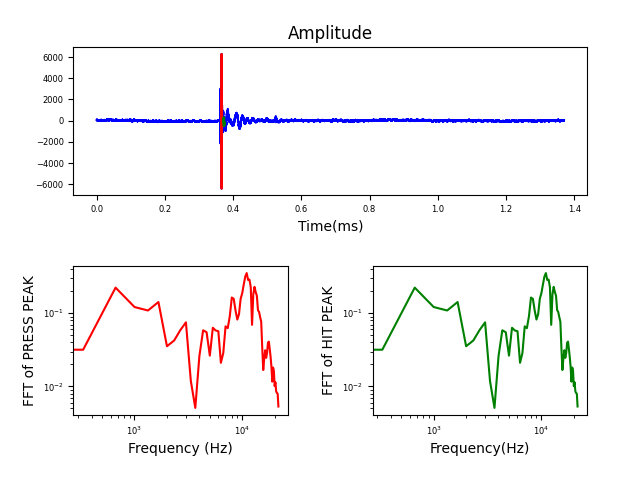 Amplitude
6000
4000
2000
0
−2000
−4000
−6000
0.0 0.2 0.4 0.6 0.8 1.0 1.2 1.4
Time(ms)
FFT of PRESS PEAK
10⁻¹
10⁻²
10³ 10⁴
Frequency (Hz)
FFT of HIT PEAK
10⁻¹
10⁻²
10³ 10⁴
Frequency(Hz)